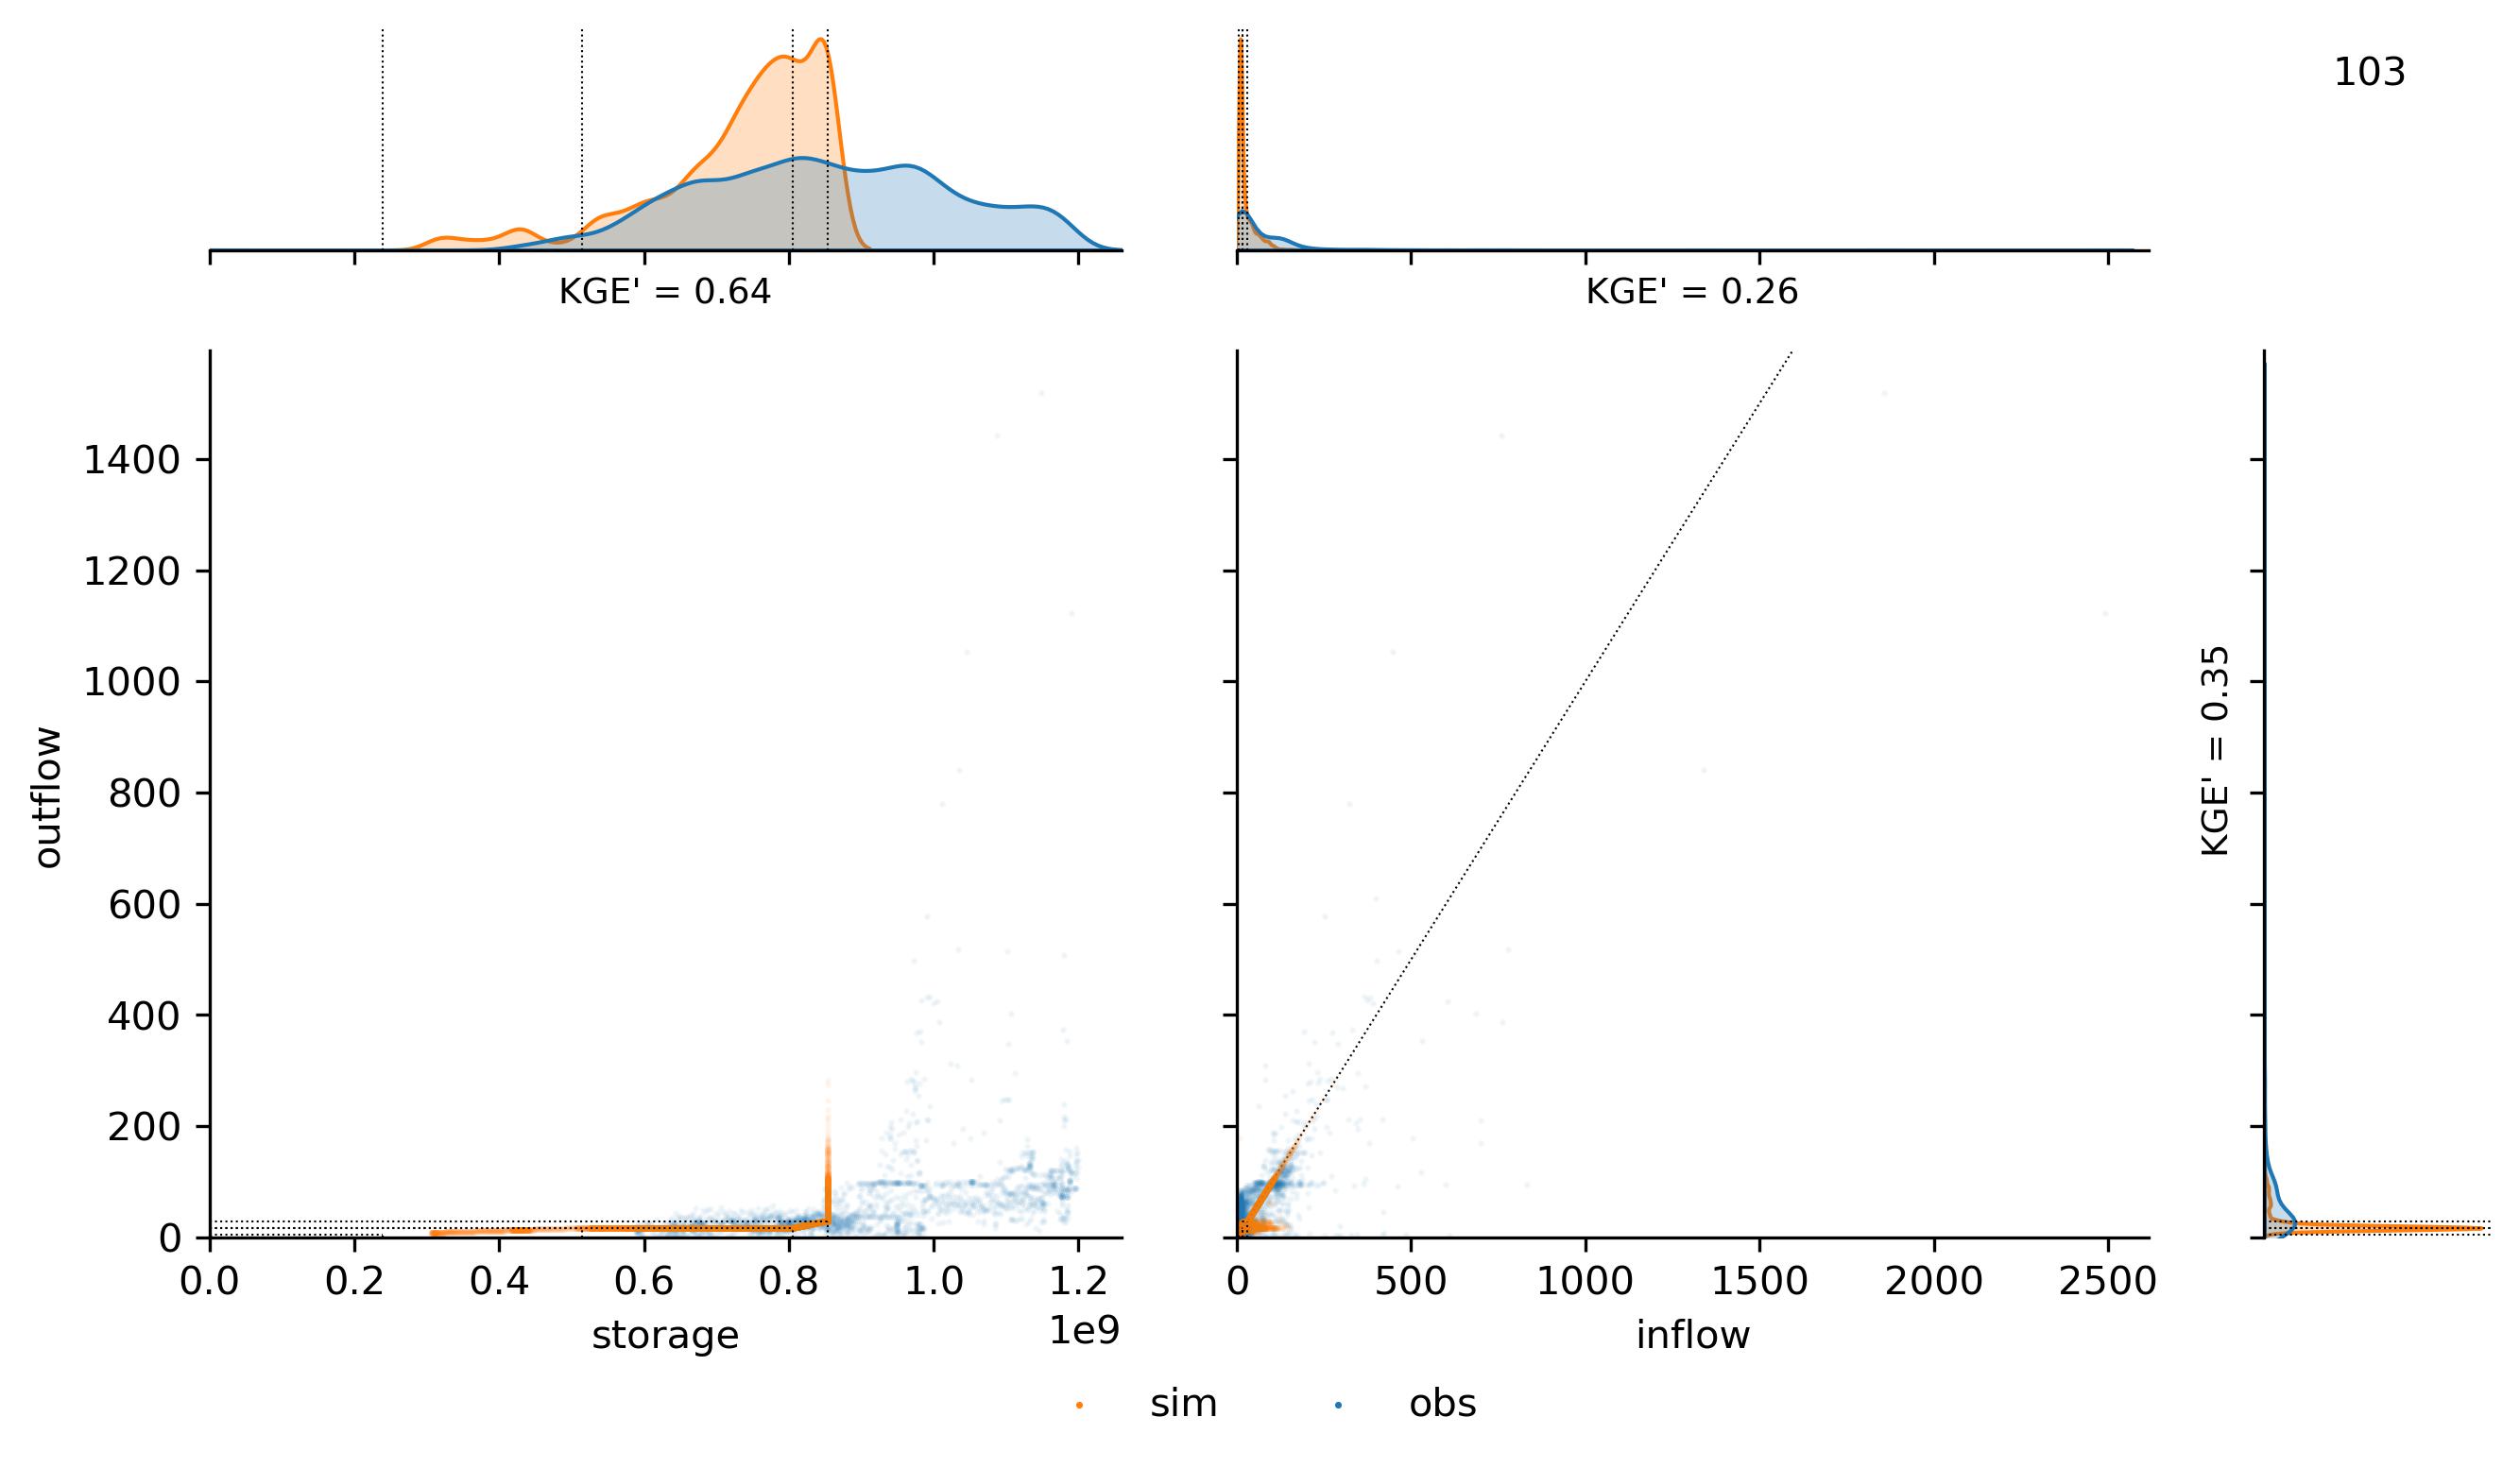 103
KGE' = 0.64
KGE' = 0.26
1400
1200
1000
800
600
400
200
0
outflow
KGE' = 0.35
0.0 0.2 0.4 0.6 0.8 1.0 1.2
1e9
storage
0 500 1000 1500 2000 2500
inflow
sim obs